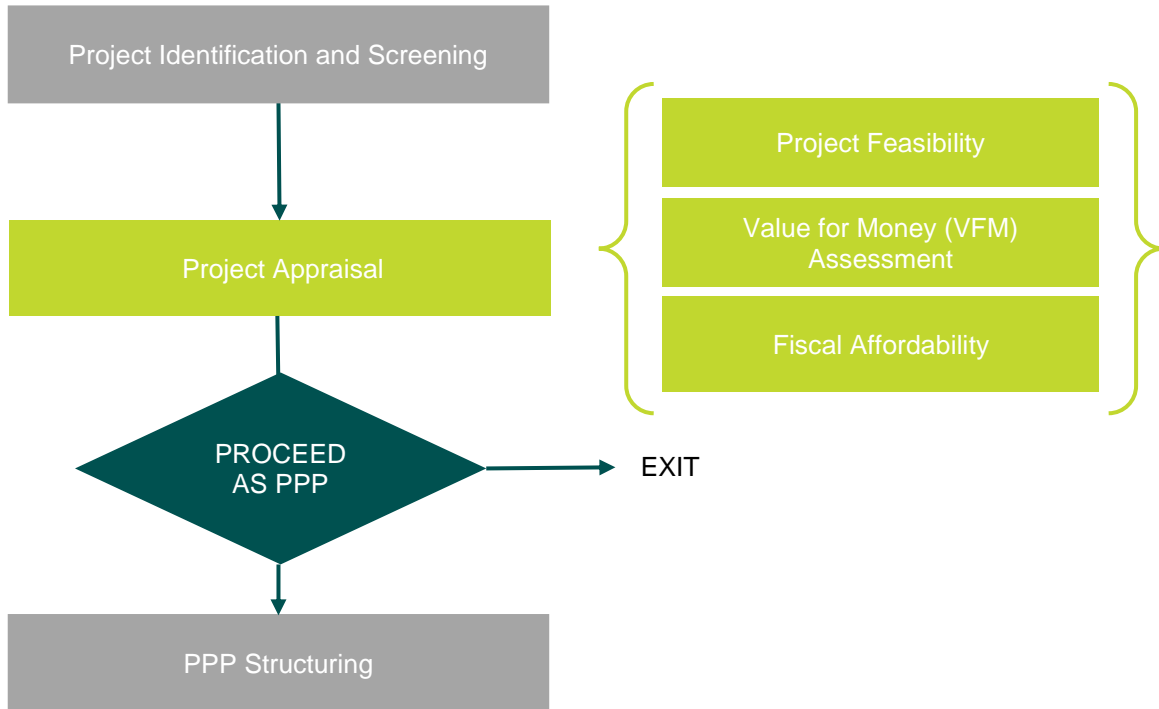 Project Identification and Screening
Project Feasibility
Value for Money (VFM)
Assessment
Project Appraisal
Fiscal Affordability
PROCEED
AS PPP
EXIT
PPP Structuring